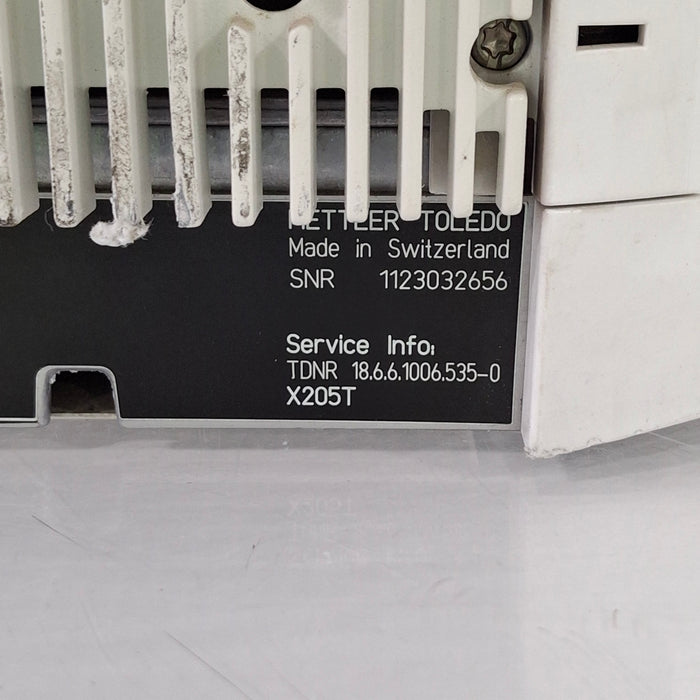 METTLER TOLEDO
Made in Switzerland
SNR 1123032656
Service Info:
TDNR 18.6.6.1006.535-0
X205T